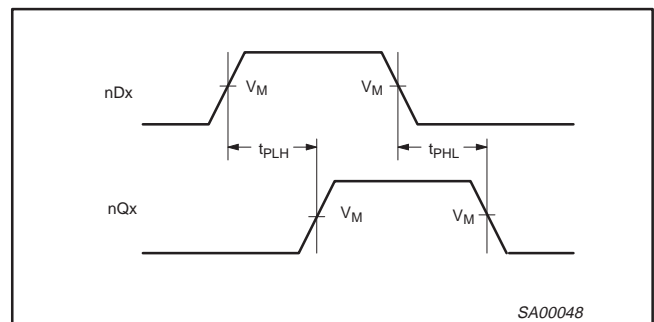 nDx
V_M
V_M
t_PLH
t_PHL
nQx
V_M
V_M
SA00048